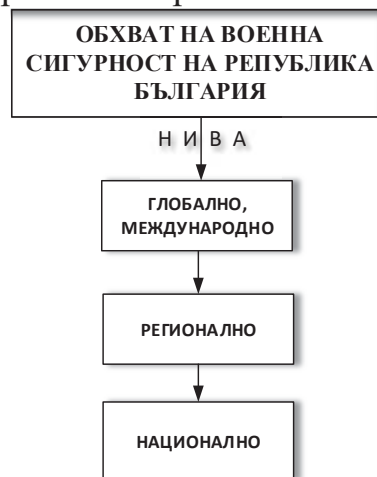 ОБХВАТ НА ВОЕННА
СИГУРНОСТ НА РЕПУБЛИКА
БЪЛГАРИЯ
Н И В А
ГЛОБАЛНО,
МЕЖДУНАРОДНО
РЕГИОНАЛНО
НАЦИОНАЛНО